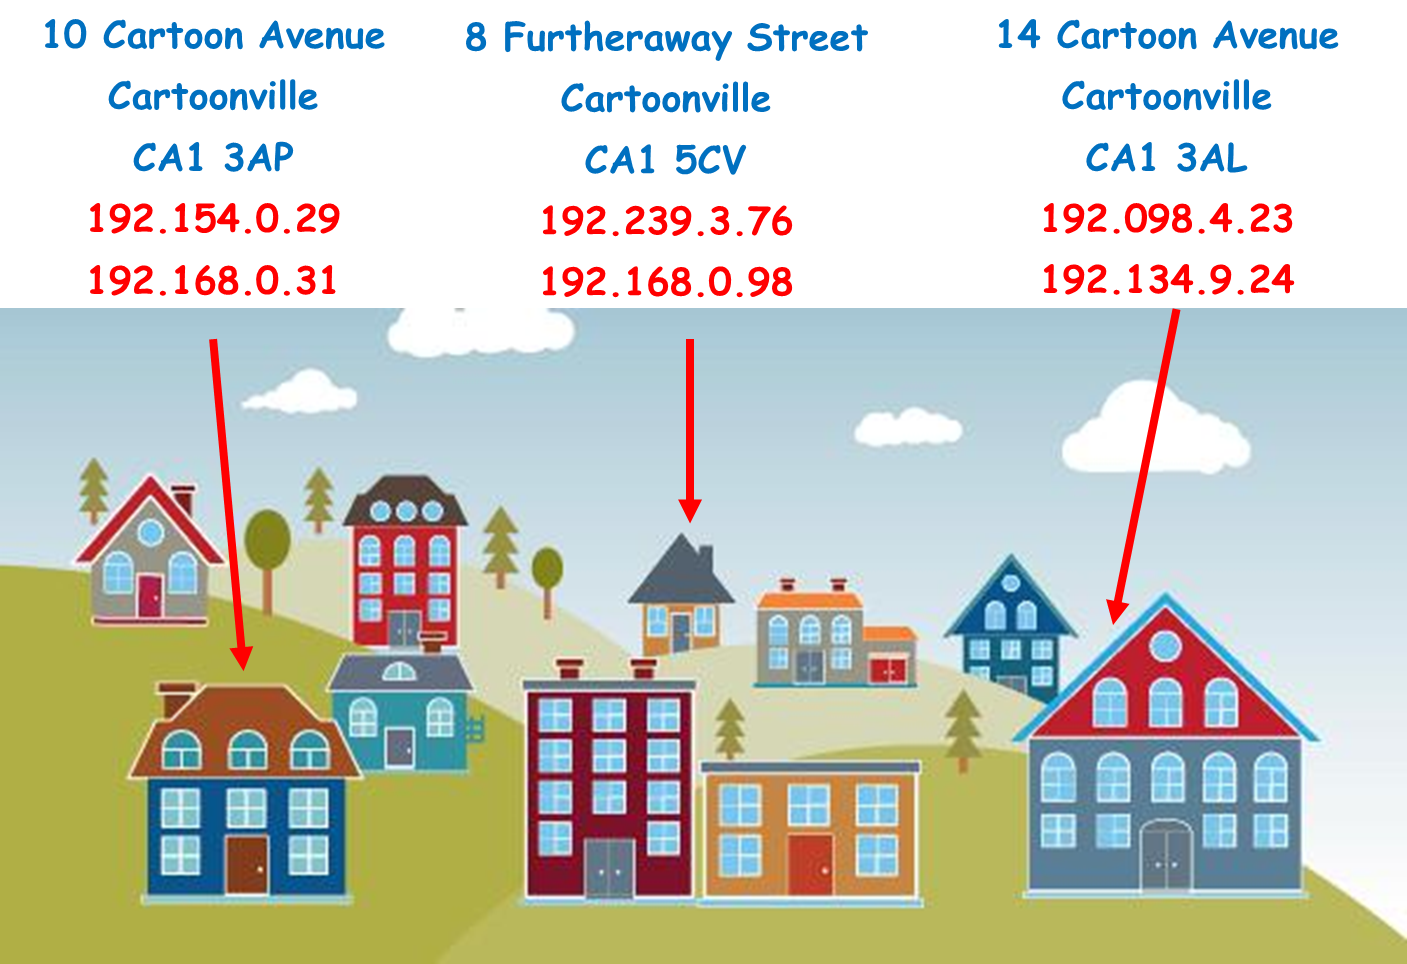 10 Cartoon Avenue
Cartoonville
CA1 3AP
192.154.0.29
192.168.0.31
8 Furtheraway Street
Cartoonville
CA1 5CV
192.239.3.76
192.168.0.98
14 Cartoon Avenue
Cartoonville
CA1 3AL
192.098.4.23
192.134.9.24